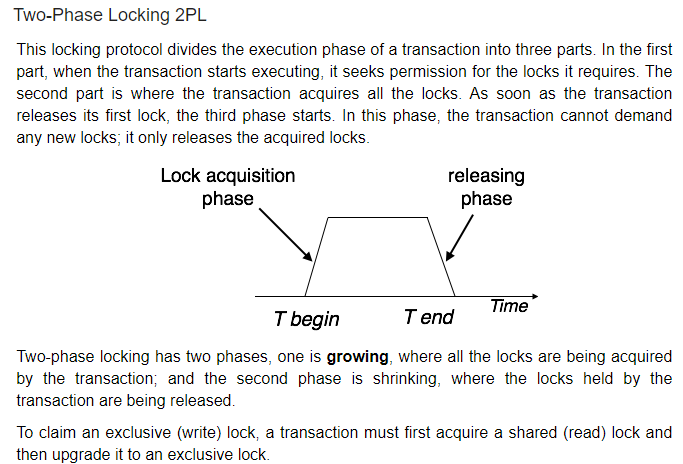 Two-Phase Locking 2PL
This locking protocol divides the execution phase of a transaction into three parts. In the first
part, when the transaction starts executing, it seeks permission for the locks it requires. The
second part is where the transaction acquires all the locks. As soon as the transaction
releases its first lock, the third phase starts. In this phase, the transaction cannot demand
any new locks; it only releases the acquired locks.
Lock acquisition
phase
releasing
phase
T begin
T end
Time
Two-phase locking has two phases, one is growing, where all the locks are being acquired
by the transaction; and the second phase is shrinking, where the locks held by the
transaction are being released.
To claim an exclusive (write) lock, a transaction must first acquire a shared (read) lock and
then upgrade it to an exclusive lock.